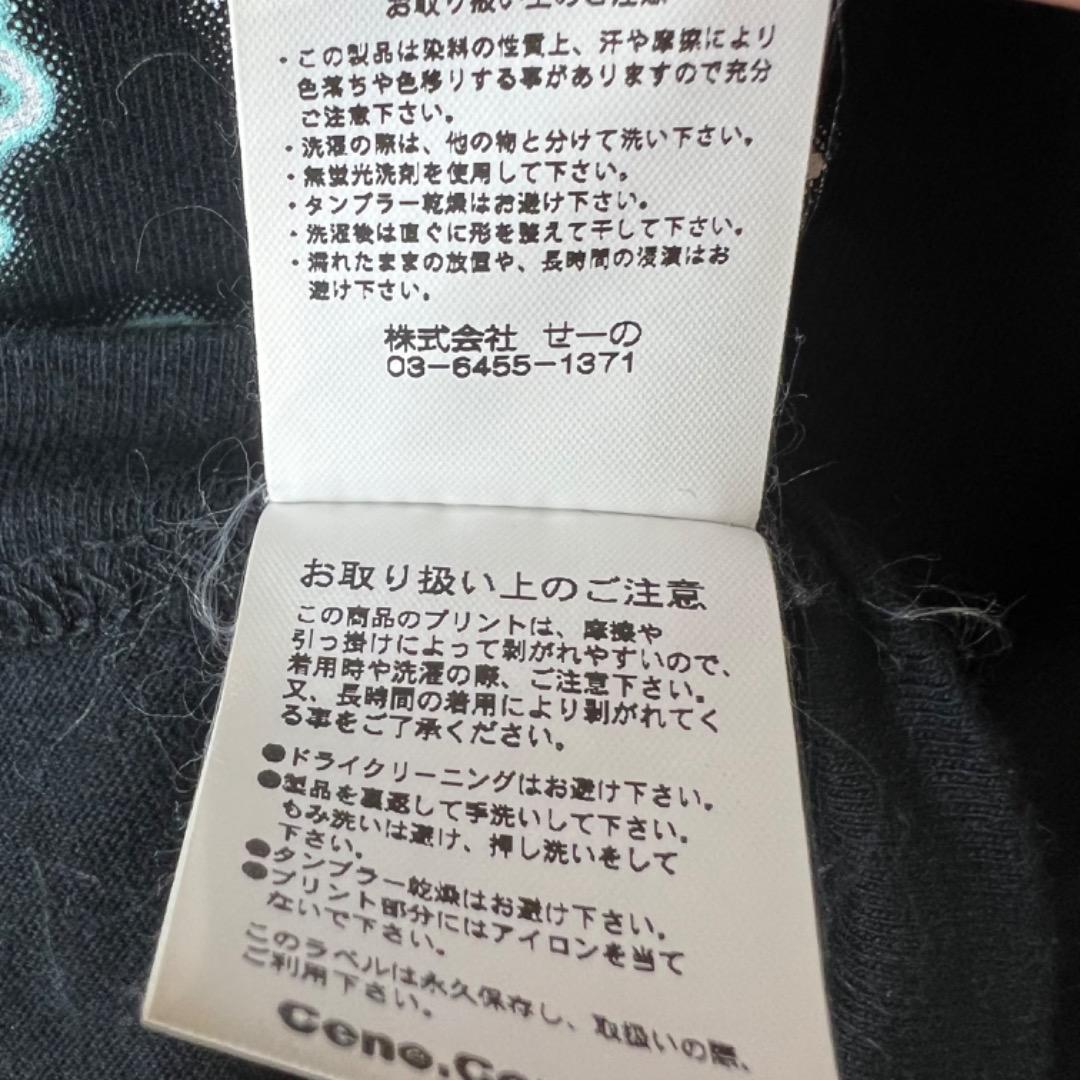 お取り扱い上のご注意
・この製品は染料の性質上、汗や摩擦により
色落ちや色移りする事がありますので充分
ご注意下さい。
・洗濯の際は、他の物と分けて洗い下さい。
・無蛍光洗剤を使用して下さい。
・タンブラー乾燥はお避け下さい。
・洗濯後は直ぐに形を整えて干して下さい。
・濡れたままの放置や、長時間の浸漬はお
避け下さい。
株式会社 せーの
03-6455-1371
お取り扱い上のご注意
この商品のプリントは、摩擦や
引っ掛けによって剥がれやすいので、
着用時や洗濯の際、ご注意下さい。
又、長時間の着用により剥がれてく
る事をご了承ください。
●ドライクリーニングはお避け下さい。
●製品を裏返して手洗いして下さい。
もみ洗いは避け、押し洗いをして
下さい。
●タンブラー乾燥はお避け下さい。
●プリント部分にはアイロンを当て
ないで下さい。
このラベルは永久保存し、取扱いの際、
ご利用下さい。